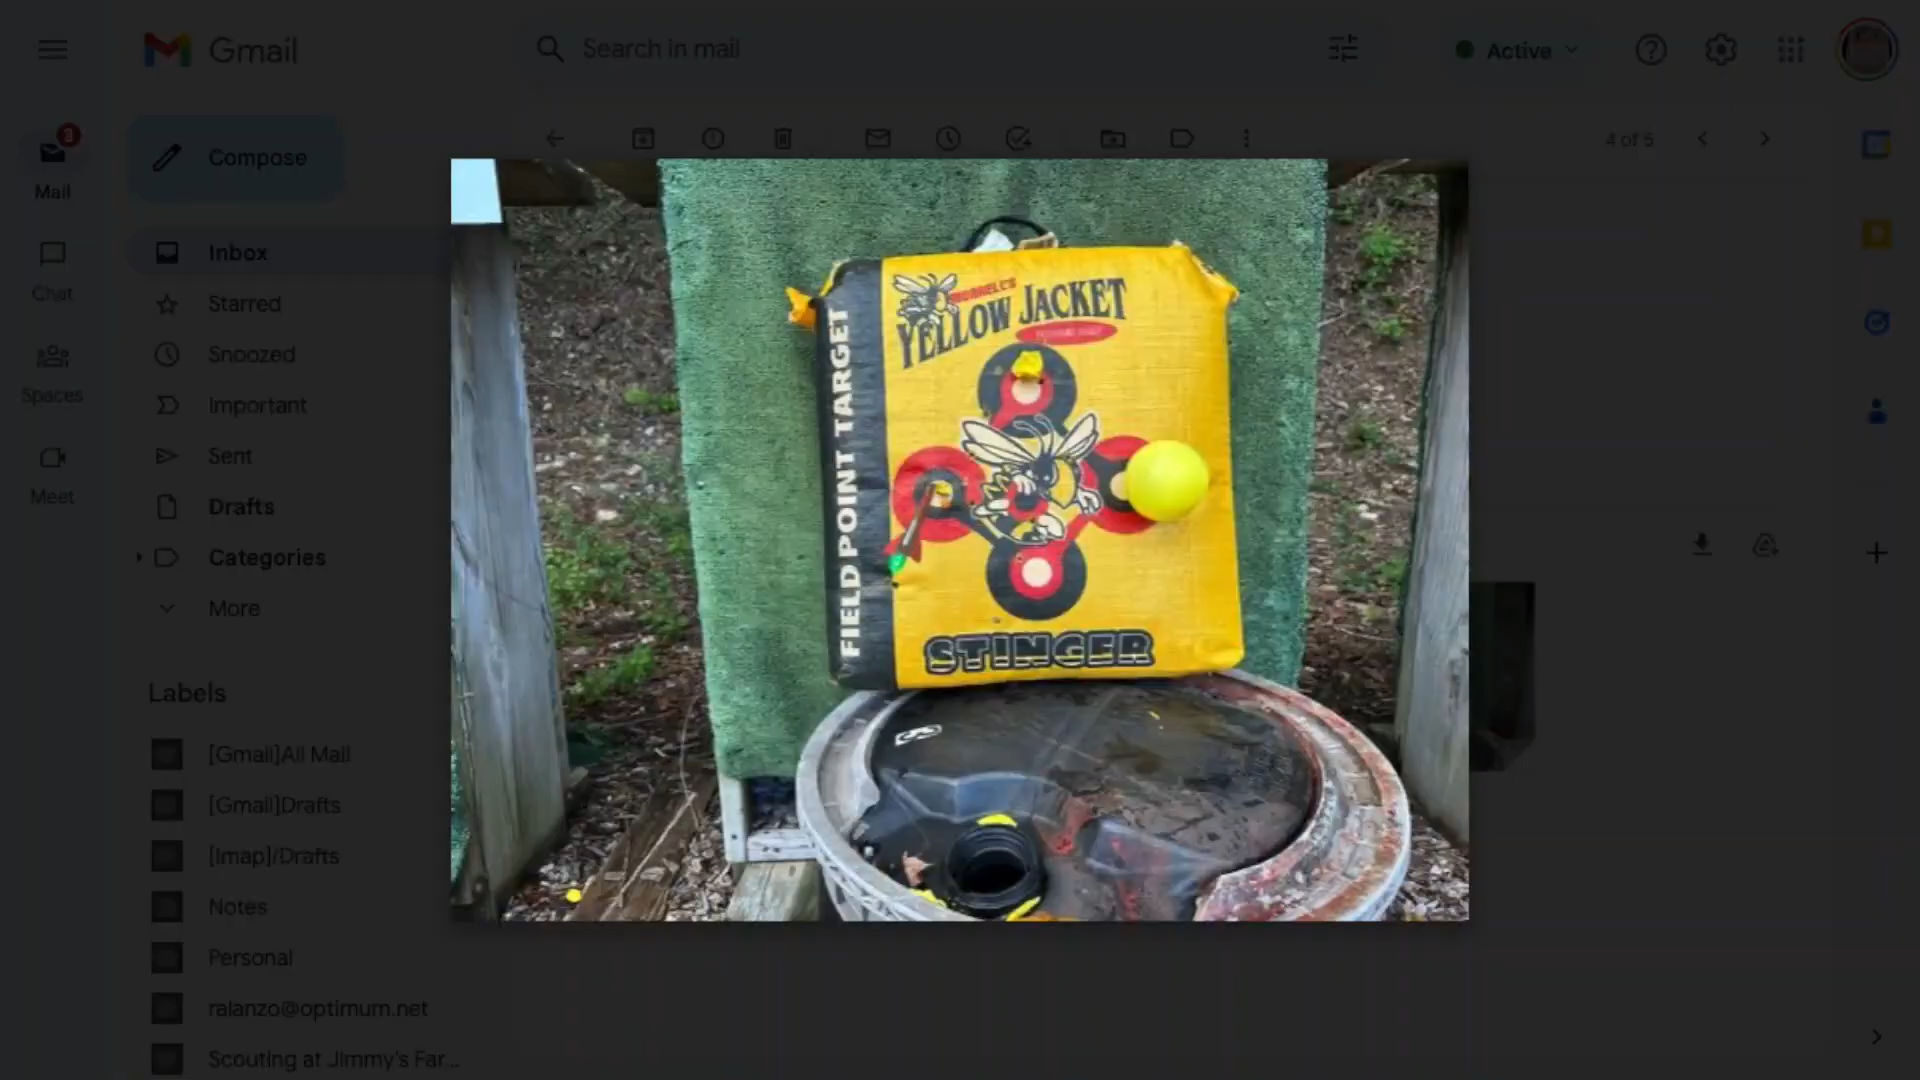 Gmail
Search in mail
Active
3
Mail
Compose
4 of 5
Chat
Inbox
Starred
Spaces
Snoozed
Important
Meet
Sent
Drafts
Categories
More
Labels
[Gmail]All Mail
[Gmail]Drafts
[Imap]/Drafts
Notes
Personal
ralanzo@optimum.net
Scouting at Jimmy's Far...
MORRELL'S
YELLOW JACKET
FIELD POINT TARGET
STINGER